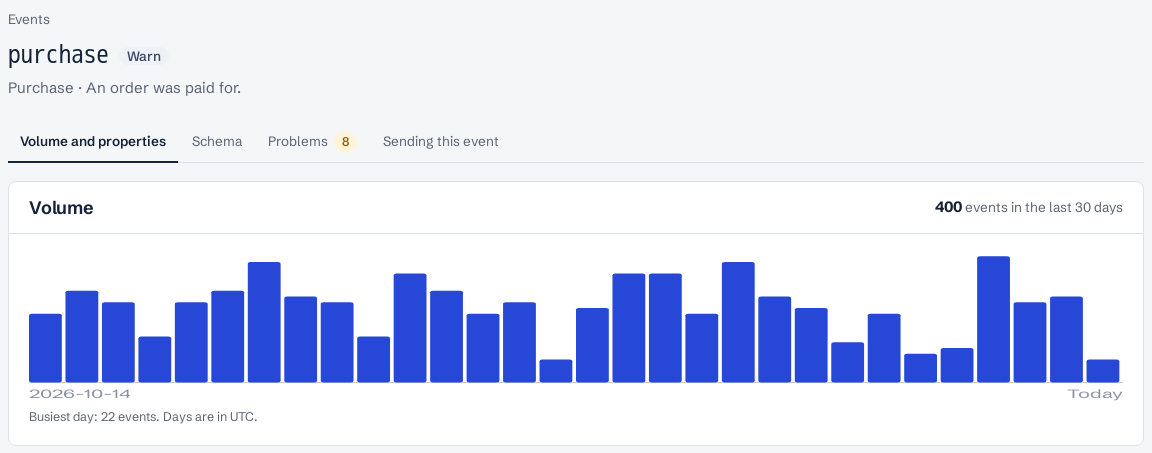 Events
purchase Warn
Purchase · An order was paid for.
Volume and properties Schema Problems 8 Sending this event
Volume 400 events in the last 30 days
2026-10-14 Today
Busiest day: 22 events. Days are in UTC.